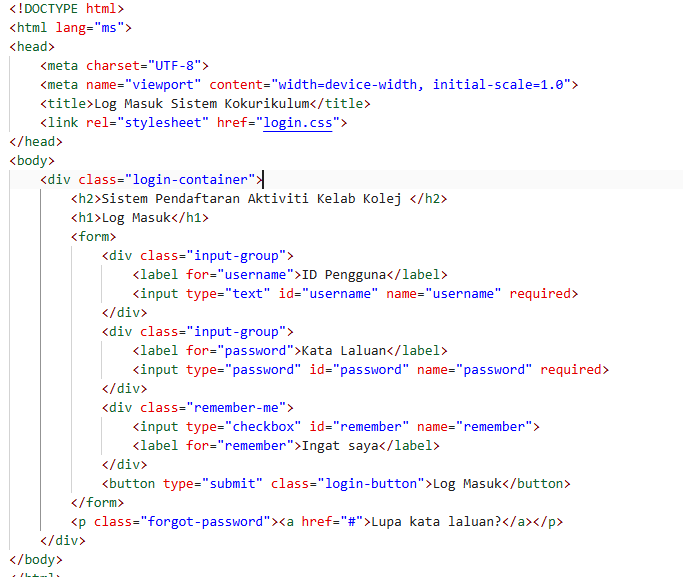 <!DOCTYPE html>
<html lang="ms">
<head>
    <meta charset="UTF-8">
    <meta name="viewport" content="width=device-width, initial-scale=1.0">
    <title>Log Masuk Sistem Kokurikulum</title>
    <link rel="stylesheet" href="login.css">
</head>
<body>
    <div class="login-container">
        <h2>Sistem Pendaftaran Aktiviti Kelab Kolej </h2>
        <h1>Log Masuk</h1>
        <form>
            <div class="input-group">
                <label for="username">ID Pengguna</label>
                <input type="text" id="username" name="username" required>
            </div>
            <div class="input-group">
                <label for="password">Kata Laluan</label>
                <input type="password" id="password" name="password" required>
            </div>
            <div class="remember-me">
                <input type="checkbox" id="remember" name="remember">
                <label for="remember">Ingat saya</label>
            </div>
            <button type="submit" class="login-button">Log Masuk</button>
        </form>
        <p class="forgot-password"><a href="#">Lupa kata laluan?</a></p>
    </div>
</body>